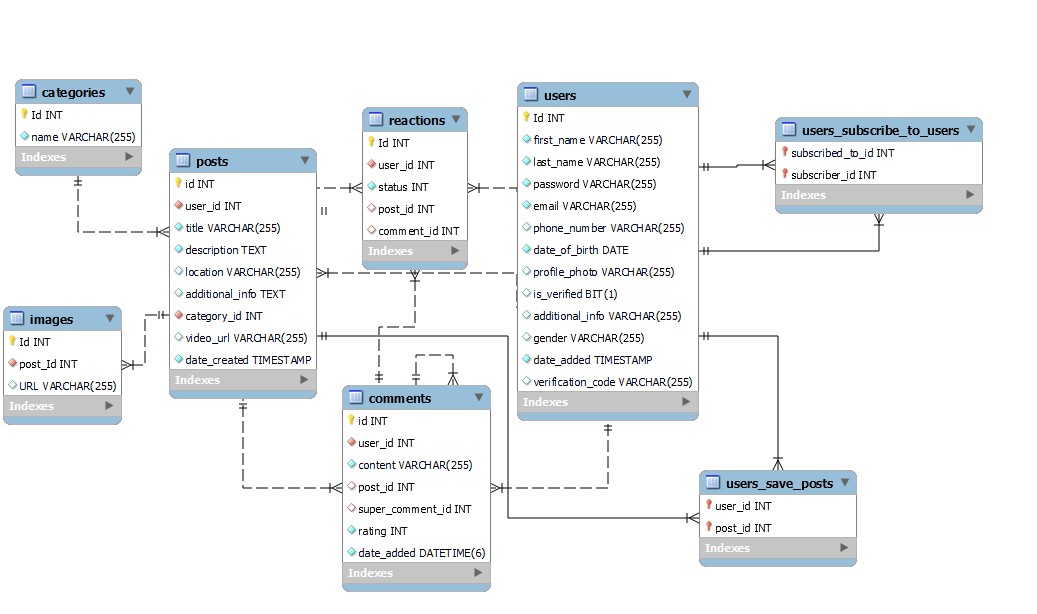 categories
Id INT
name VARCHAR(255)
Indexes
posts
id INT
user_id INT
title VARCHAR(255)
description TEXT
location VARCHAR(255)
additional_info TEXT
category_id INT
video_url VARCHAR(255)
date_created TIMESTAMP
Indexes
images
Id INT
post_Id INT
URL VARCHAR(255)
Indexes
reactions
Id INT
user_id INT
status INT
post_id INT
comment_id INT
Indexes
comments
id INT
user_id INT
content VARCHAR(255)
post_id INT
super_comment_id INT
rating INT
date_added DATETIME(6)
Indexes
users
Id INT
first_name VARCHAR(255)
last_name VARCHAR(255)
password VARCHAR(255)
email VARCHAR(255)
phone_number VARCHAR(255)
date_of_birth DATE
profile_photo VARCHAR(255)
is_verified BIT(1)
additional_info VARCHAR(255)
gender VARCHAR(255)
date_added TIMESTAMP
verification_code VARCHAR(255)
Indexes
users_subscribe_to_users
subscribed_to_id INT
subscriber_id INT
Indexes
users_save_posts
user_id INT
post_id INT
Indexes